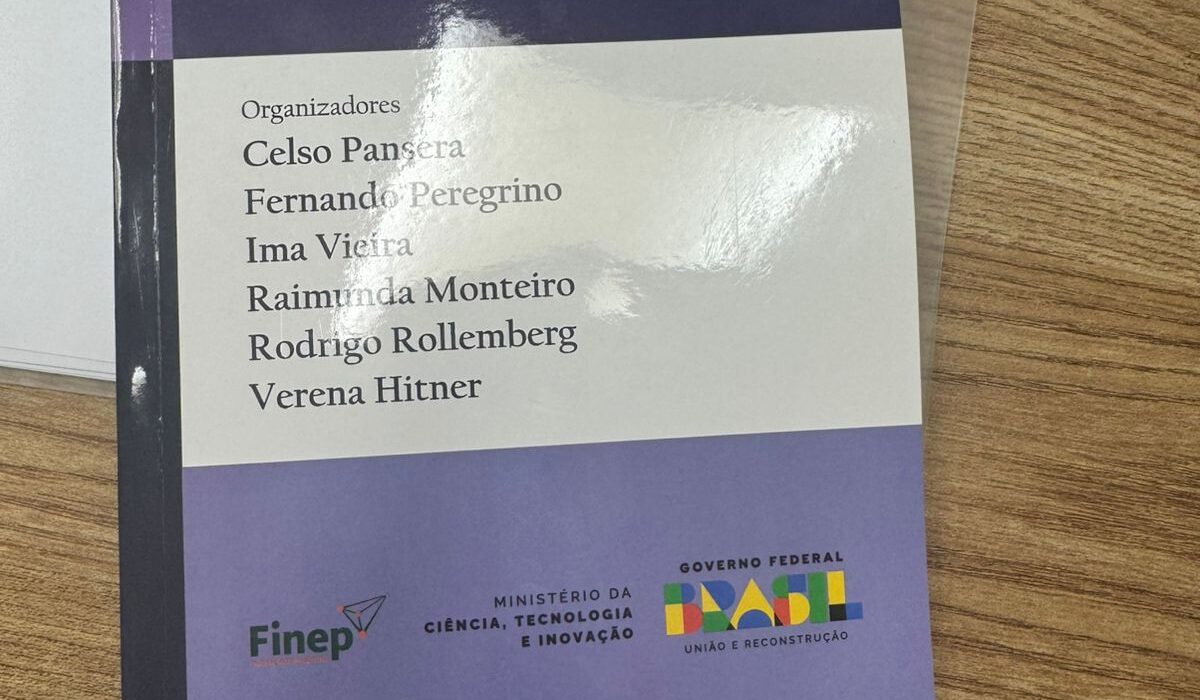 Organizadores
Celso Pansera
Fernando Peregrino
Ima Vieira
Raimunda Monteiro
Rodrigo Rollemberg
Verena Hitner
Finep
MINISTÉRIO DA
CIÊNCIA, TECNOLOGIA
E INOVAÇÃO
GOVERNO FEDERAL
BRASIL
UNIÃO E RECONSTRUÇÃO